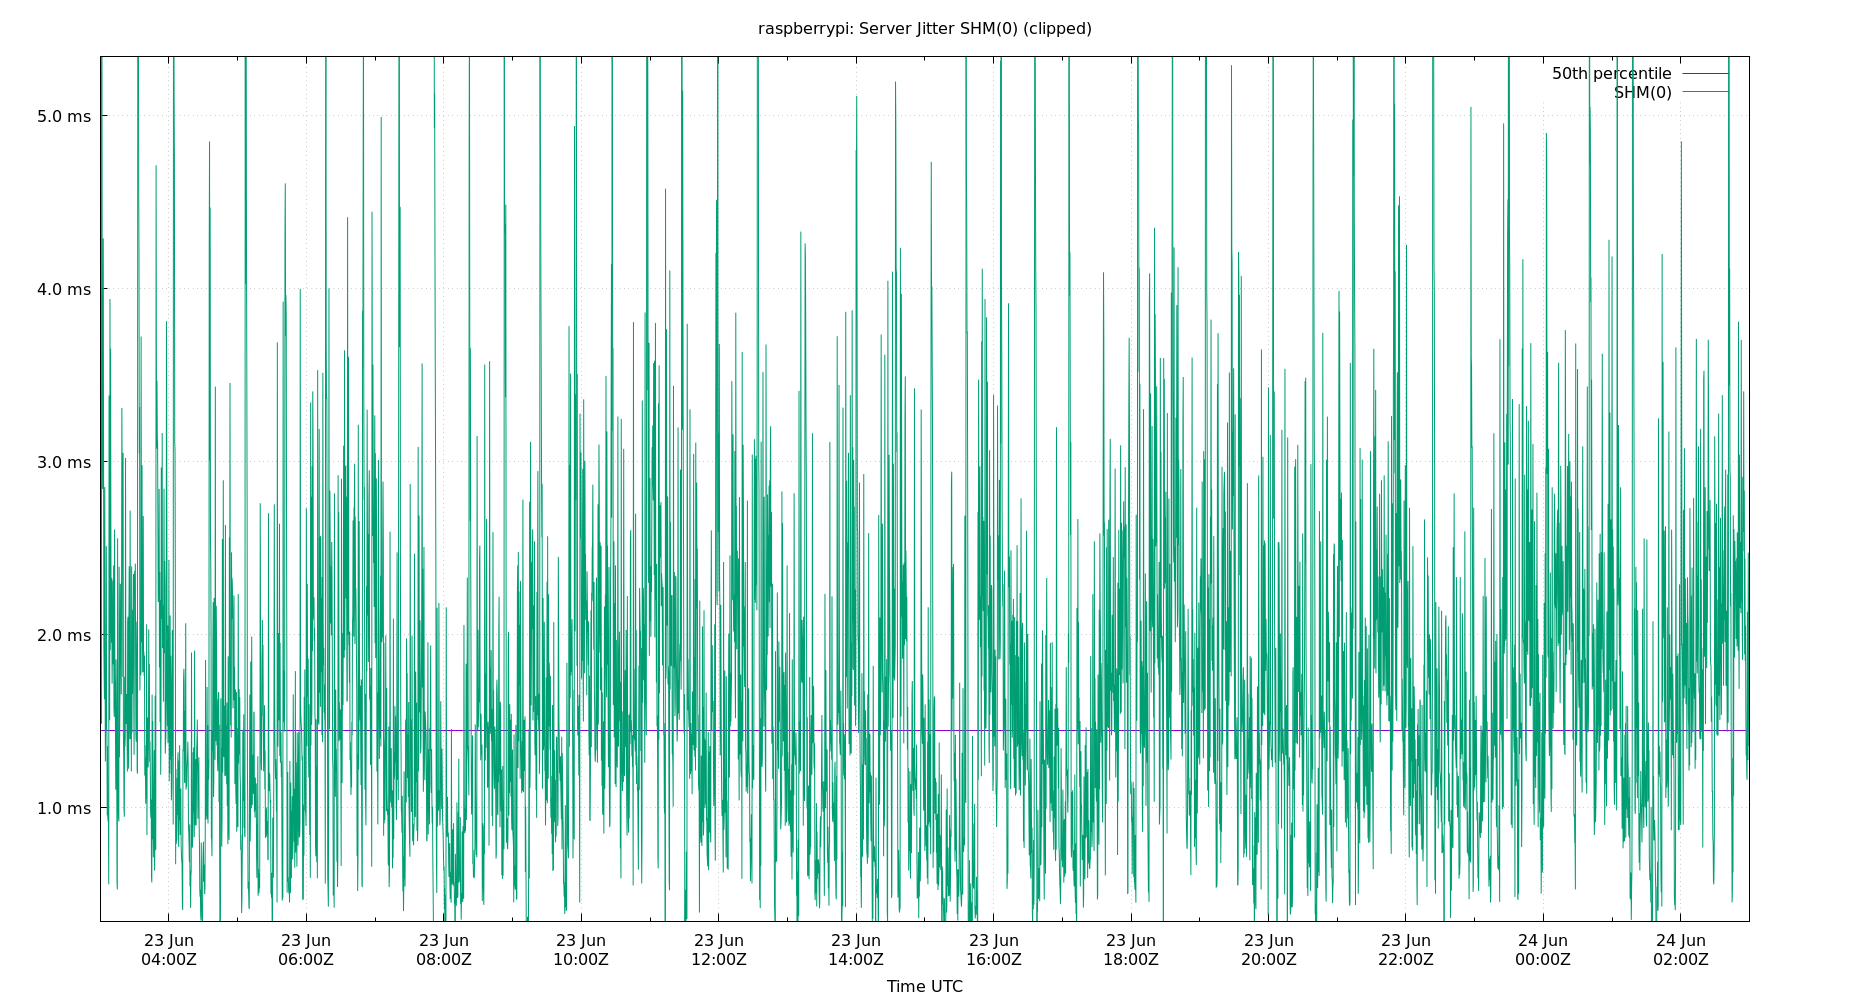 raspberrypi: Server Jitter SHM(0) (clipped)
50th percentile
SHM(0)
5.0 ms
4.0 ms
3.0 ms
2.0 ms
1.0 ms
23 Jun 23 Jun 23 Jun 23 Jun 23 Jun 23 Jun 23 Jun 23 Jun 23 Jun 23 Jun 24 Jun 24 Jun
04:00Z 06:00Z 08:00Z 10:00Z 12:00Z 14:00Z 16:00Z 18:00Z 20:00Z 22:00Z 00:00Z 02:00Z
Time UTC